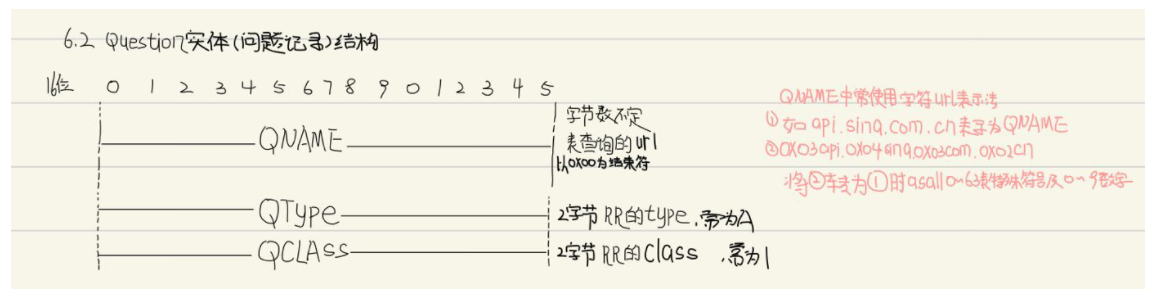 6.2 Question实体(问题记录)结构
16位 0 1 2 3 4 5 6 7 8 9 0 1 2 3 4 5
QNAME
字节数不定
表查询的url
以0x00为结束符
QType
2字节 RR的type,常为A
QCLASS
2字节 RR的Class ,常为1
QNAME中常使用字符url表示法
①如api.sina.com.cn表示为QNAME
②0X03api.0x04ana0x03com.0x02cn
将②转为①时asall0~63表特殊符号及0~9数字